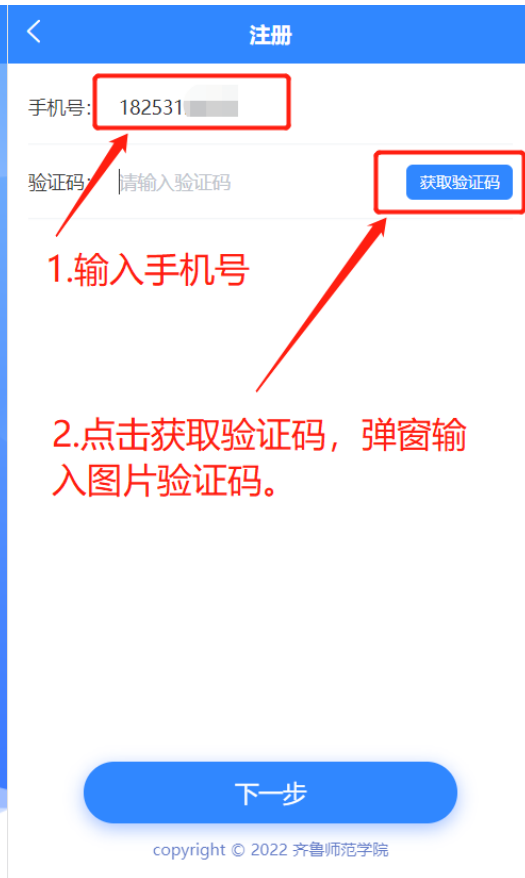 注册
手机号: 182531
验证码: 请输入验证码 获取验证码
1.输入手机号
2.点击获取验证码，弹窗输
入图片验证码。
下一步
copyright © 2022 齐鲁师范学院